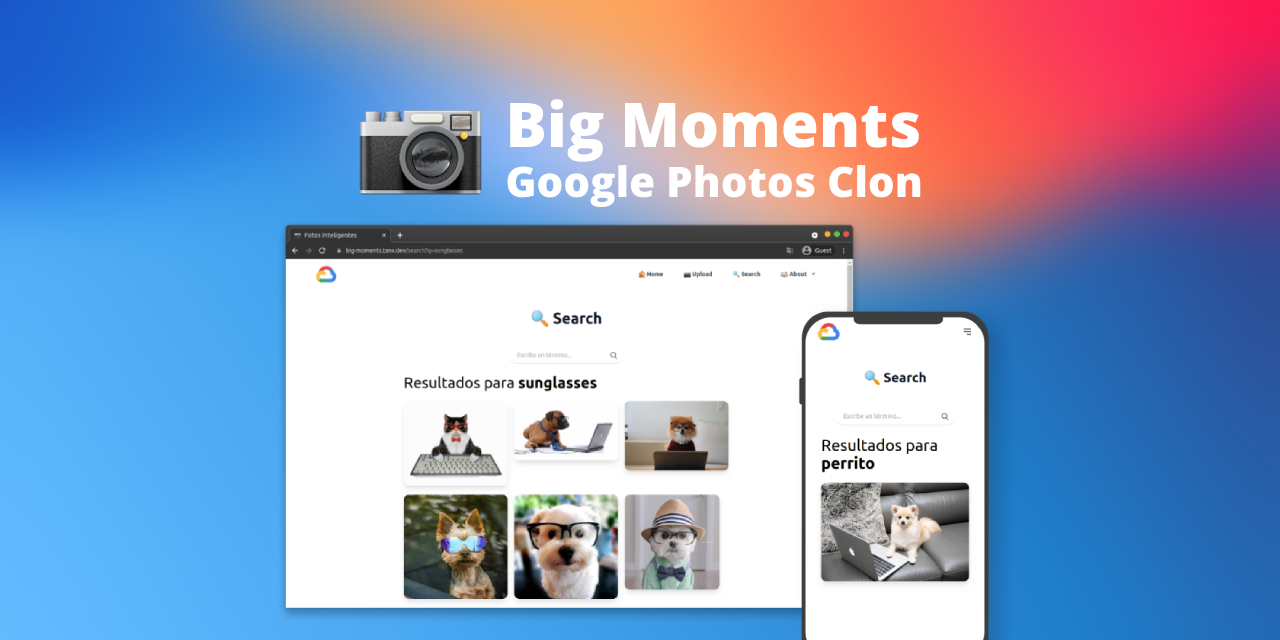 Big Moments
Google Photos Clon
Fotos Inteligentes
big-moments.tank.dev/search?q=sunglasses
Guest
Home Upload Search About
Search
Escribe un término...
Resultados para sunglasses
Search
Escribe un término...
Resultados para
perrito